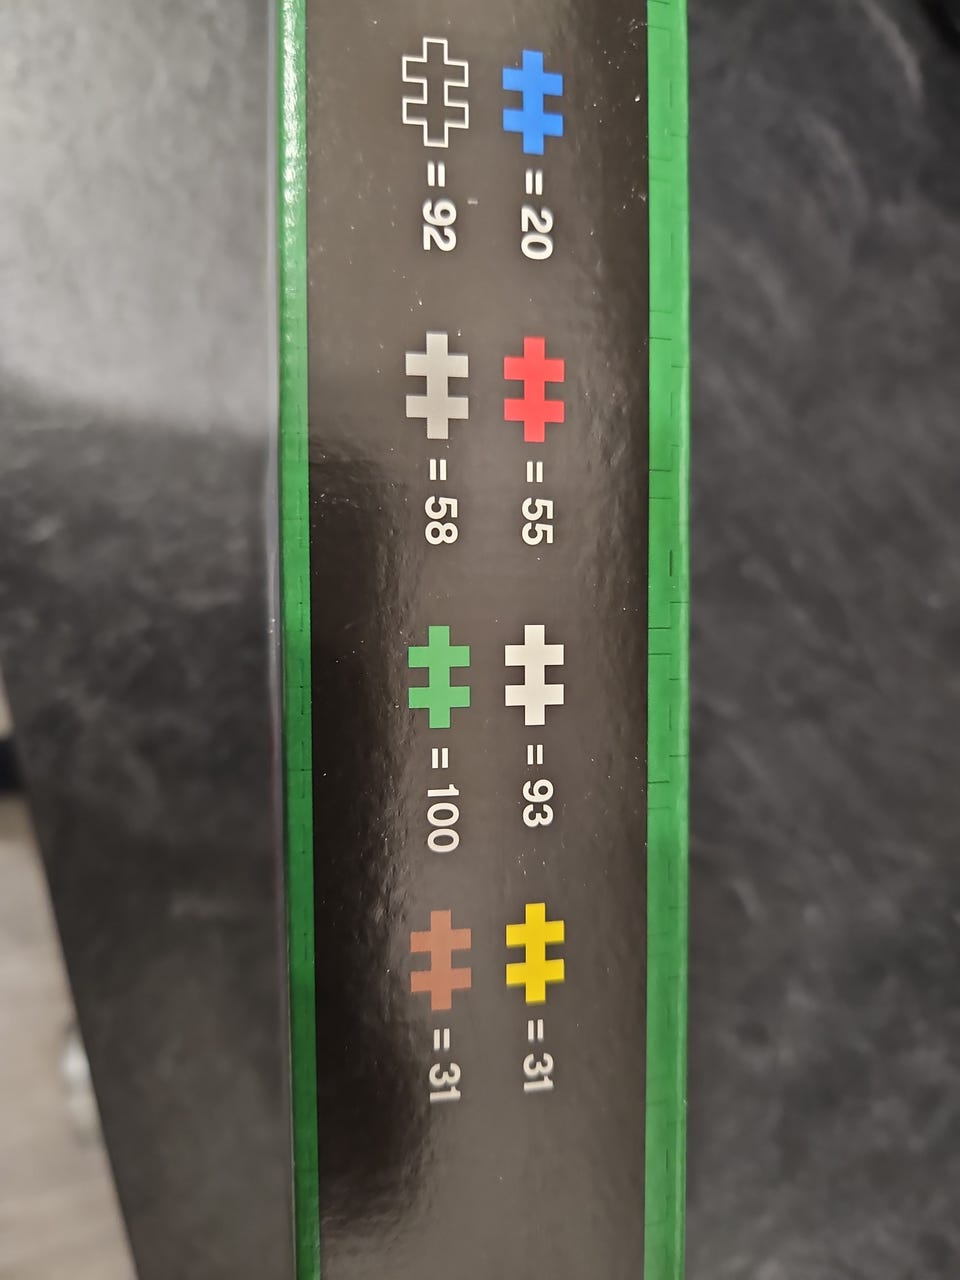 = 20 = 55 = 93 = 31
= 92 = 58 = 100 = 31